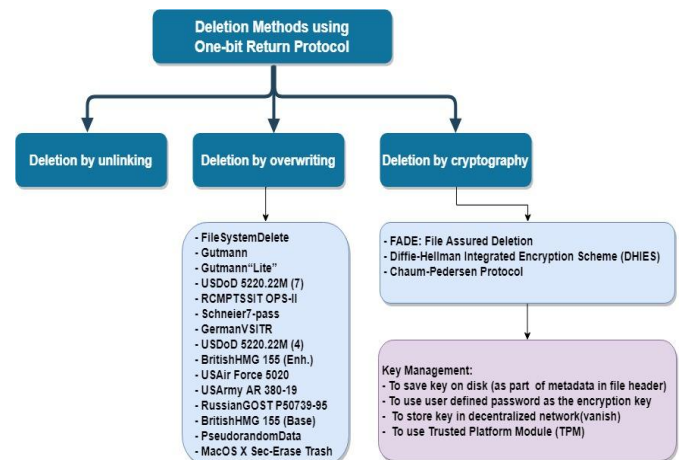 Deletion Methods using
One-bit Return Protocol
Deletion by unlinking
Deletion by overwriting
Deletion by cryptography
- FileSystemDelete
- Gutmann
- Gutmann“Lite”
- USDoD 5220.22M (7)
- RCMPTSSIT OPS-II
- Schneier7-pass
- GermanVSITR
- USDoD 5220.22M (4)
- BritishHMG 155 (Enh.)
- USAir Force 5020
- USArmy AR 380-19
- RussianGOST P50739-95
- BritishHMG 155 (Base)
- PseudorandomData
- MacOS X Sec-Erase Trash
- FADE: File Assured Deletion
- Diffie-Hellman Integrated Encryption Scheme (DHIES)
- Chaum-Pedersen Protocol
Key Management:
- To save key on disk (as part of metadata in file header)
- To use user defined password as the encryption key
- To store key in decentralized network(vanish)
- To use Trusted Platform Module (TPM)